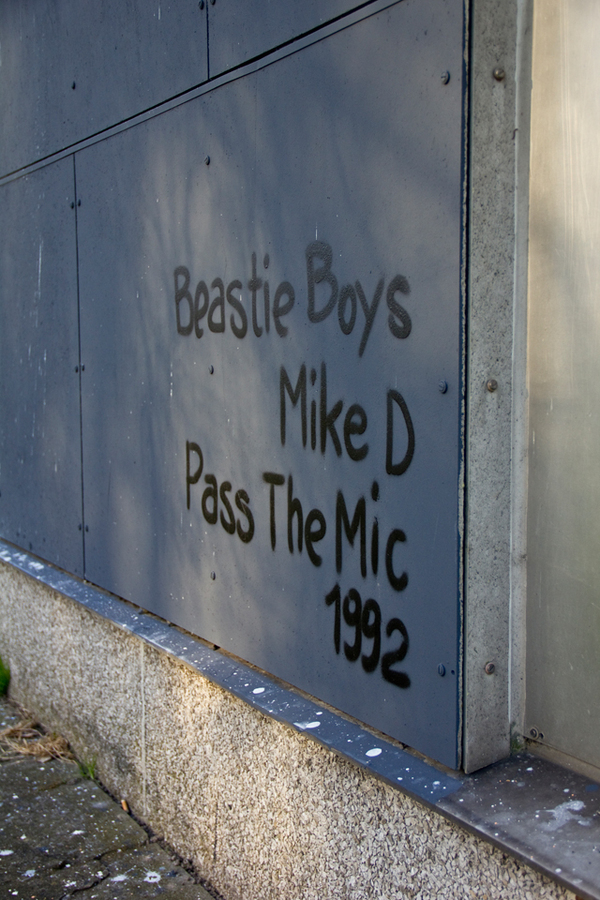 Beastie Boys
Mike D
Pass The Mic
1992